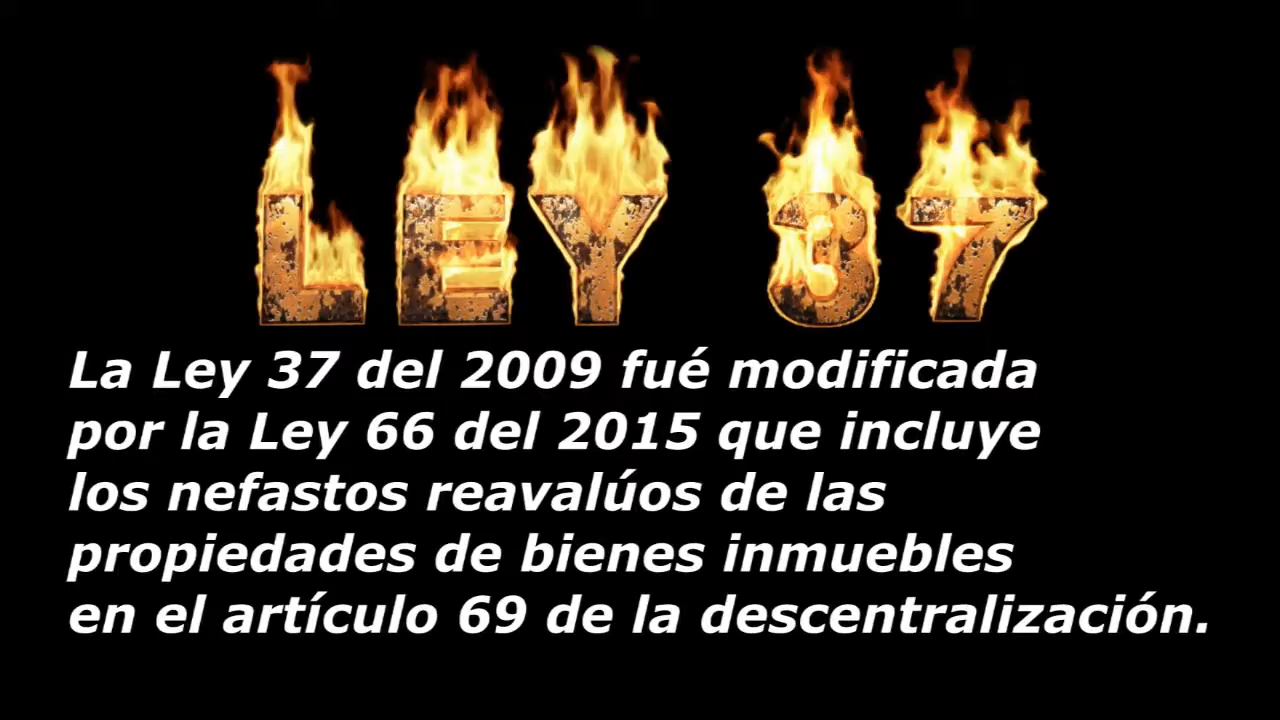 LEY 37
La Ley 37 del 2009 fué modificada
por la Ley 66 del 2015 que incluye
los nefastos reavalúos de las
propiedades de bienes inmuebles
en el artículo 69 de la descentralización.